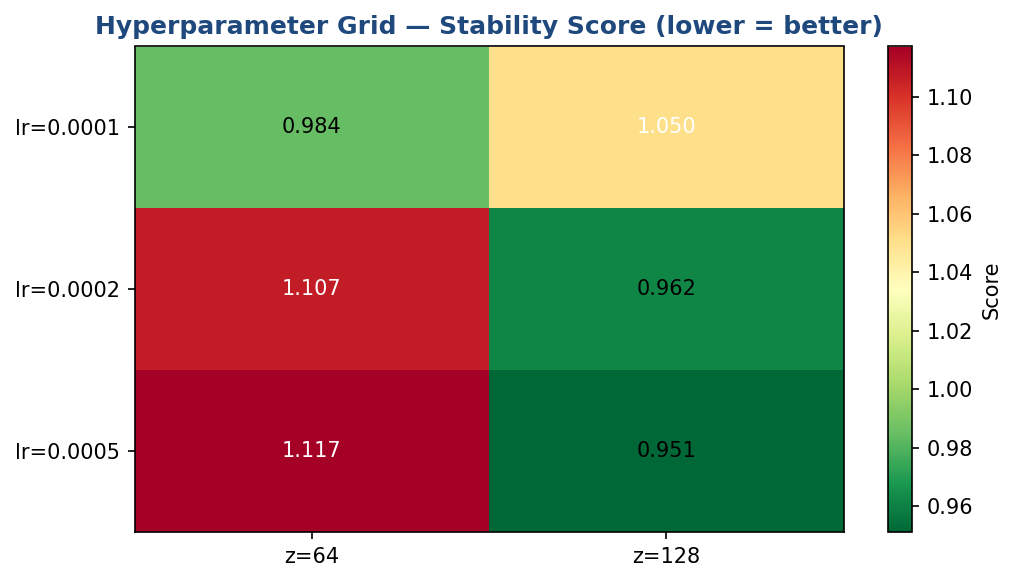 Hyperparameter Grid — Stability Score (lower = better)
lr=0.0001 0.984 1.050
lr=0.0002 1.107 0.962
lr=0.0005 1.117 0.951
z=64 z=128
1.10
1.08
1.06
1.04
1.02
1.00
0.98
0.96
Score